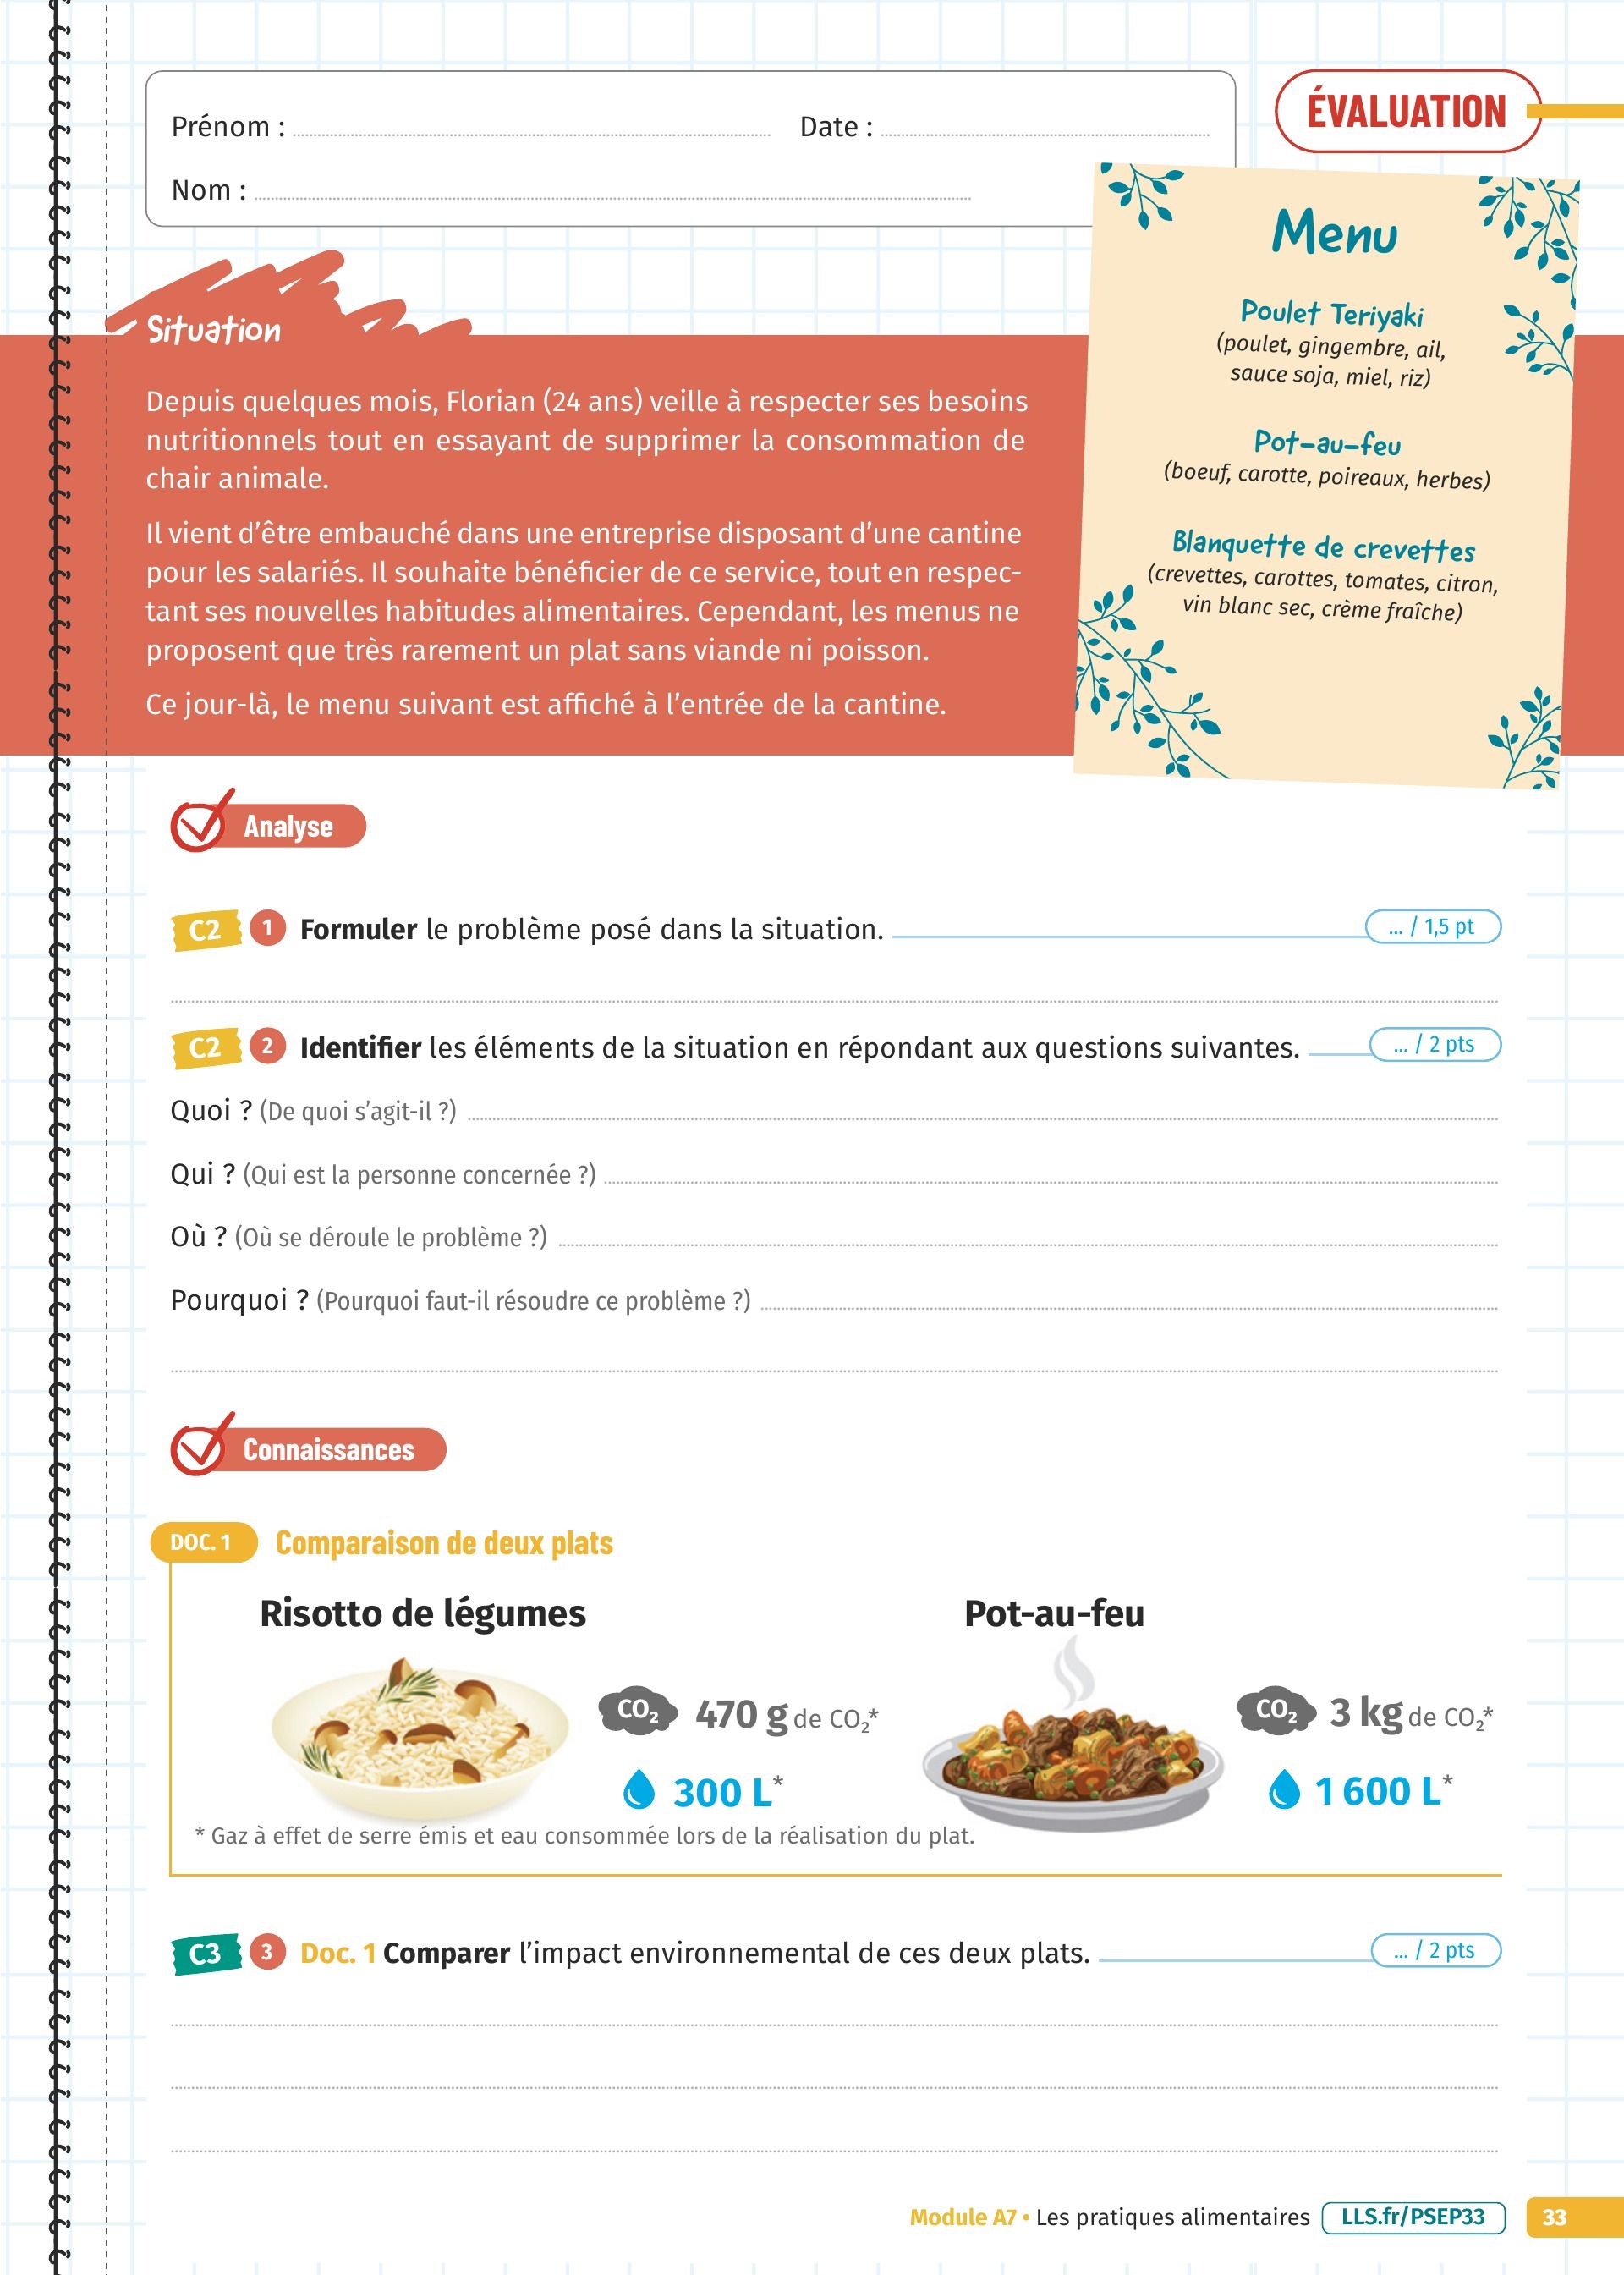 Prénom :
Date :
ÉVALUATION
Nom :
Menu
Poulet Teriyaki
(poulet, gingembre, ail,
sauce soja, miel, riz)
Pot-au-feu
(boeuf, carotte, poireaux, herbes)
Blanquette de crevettes
(crevettes, carottes, tomates, citron,
vin blanc sec, crème fraîche)
Situation
Depuis quelques mois, Florian (24 ans) veille à respecter ses besoins
nutritionnels tout en essayant de supprimer la consommation de
chair animale.
Il vient d’être embauché dans une entreprise disposant d’une cantine
pour les salariés. Il souhaite bénéficier de ce service, tout en respec-
tant ses nouvelles habitudes alimentaires. Cependant, les menus ne
proposent que très rarement un plat sans viande ni poisson.
Ce jour-là, le menu suivant est affiché à l’entrée de la cantine.
Analyse
C2 1 Formuler le problème posé dans la situation. ... / 1,5 pt
C2 2 Identifier les éléments de la situation en répondant aux questions suivantes. ... / 2 pts
Quoi ? (De quoi s’agit-il ?)
Qui ? (Qui est la personne concernée ?)
Où ? (Où se déroule le problème ?)
Pourquoi ? (Pourquoi faut-il résoudre ce problème ?)
Connaissances
DOC. 1 Comparaison de deux plats
Risotto de légumes
CO₂ 470 g de CO₂*
300 L*
Pot-au-feu
CO₂ 3 kg de CO₂*
1 600 L*
* Gaz à effet de serre émis et eau consommée lors de la réalisation du plat.
C3 3 Doc. 1 Comparer l’impact environnemental de ces deux plats. ... / 2 pts
Module A7 • Les pratiques alimentaires LLS.fr/PSEP33 33